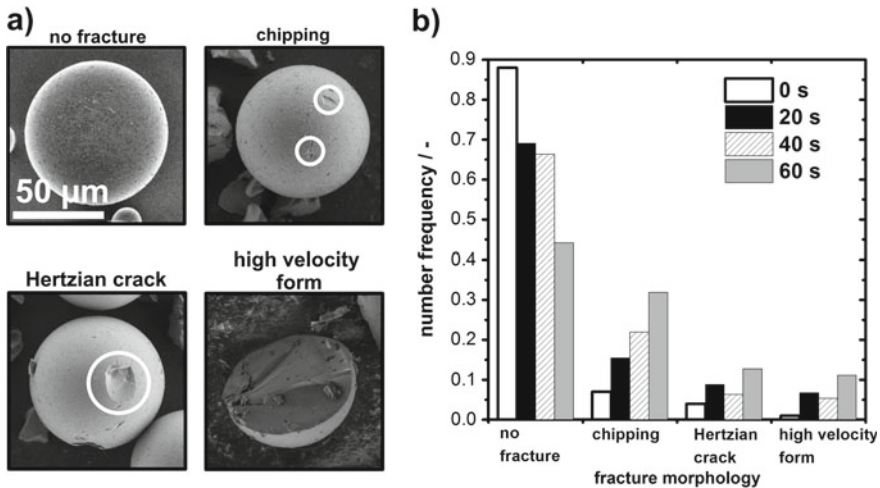 a)
no fracture
chipping
50 µm
Hertzian crack
high velocity
form
b)
number frequency / -
0.9
0.8
0.7
0.6
0.5
0.4
0.3
0.2
0.1
0.0
0 s
20 s
40 s
60 s
no
fracture
chipping
Hertzian
crack
high velocity
form
fracture morphology